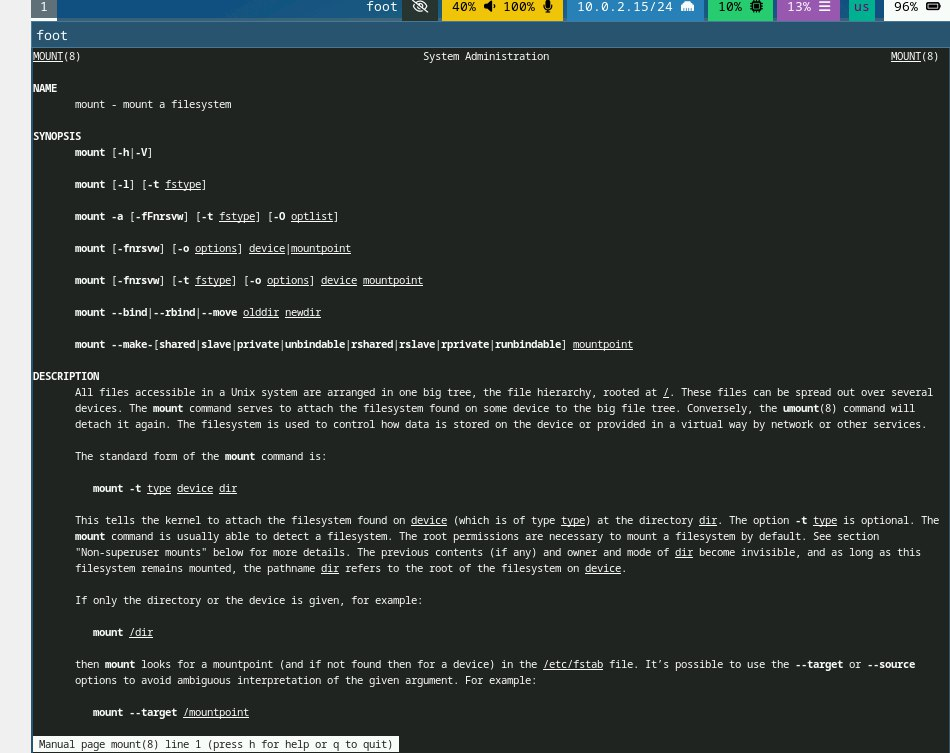 1 foot 40% 100% 10.0.2.15/24 10% 13% us 96%
foot
MOUNT(8) System Administration MOUNT(8)
NAME
mount - mount a filesystem
SYNOPSIS
mount [-h|-V]
mount [-l] [-t fstype]
mount -a [-fFnrsvw] [-t fstype] [-O optlist]
mount [-fnrsvw] [-o options] device|mountpoint
mount [-fnrsvw] [-t fstype] [-o options] device mountpoint
mount --bind|--rbind|--move olddir newdir
mount --make-[shared|slave|private|unbindable|rshared|rslave|rprivate|runbindable] mountpoint
DESCRIPTION
All files accessible in a Unix system are arranged in one big tree, the file hierarchy, rooted at /. These files can be spread out over several
devices. The mount command serves to attach the filesystem found on some device to the big file tree. Conversely, the umount(8) command will
detach it again. The filesystem is used to control how data is stored on the device or provided in a virtual way by network or other services.
The standard form of the mount command is:
mount -t type device dir
This tells the kernel to attach the filesystem found on device (which is of type type) at the directory dir. The option -t type is optional. The
mount command is usually able to detect a filesystem. The root permissions are necessary to mount a filesystem by default. See section
"Non-superuser mounts" below for more details. The previous contents (if any) and owner and mode of dir become invisible, and as long as this
filesystem remains mounted, the pathname dir refers to the root of the filesystem on device.
If only the directory or the device is given, for example:
mount /dir
then mount looks for a mountpoint (and if not found then for a device) in the /etc/fstab file. It’s possible to use the --target or --source
options to avoid ambiguous interpretation of the given argument. For example:
mount --target /mountpoint
Manual page mount(8) line 1 (press h for help or q to quit)